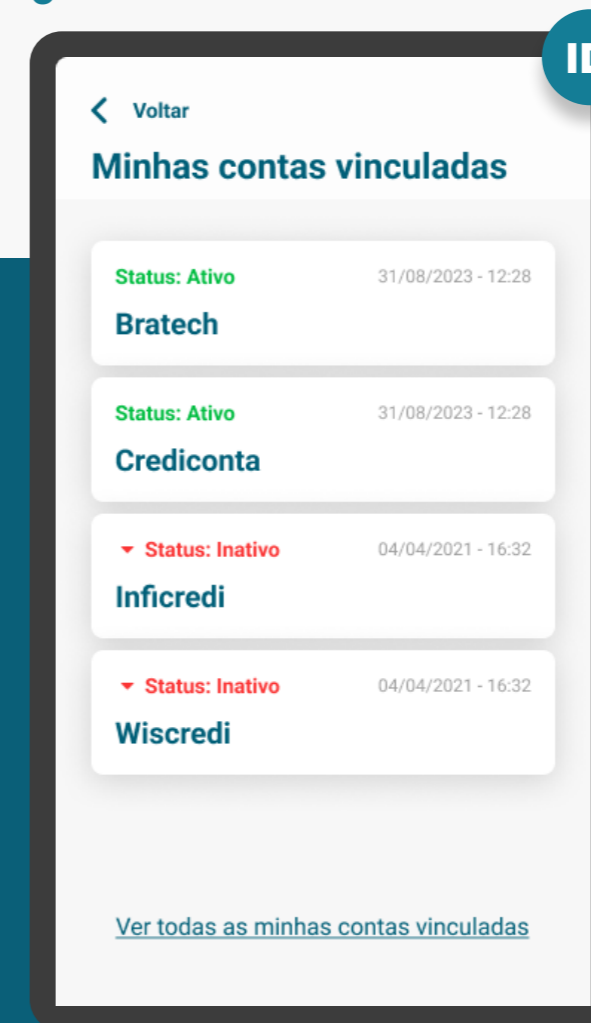 Voltar
Minhas contas vinculadas
Status: Ativo 31/08/2023 - 12:28
Bratech
Status: Ativo 31/08/2023 - 12:28
Crediconta
Status: Inativo 04/04/2021 - 16:32
Inficredi
Status: Inativo 04/04/2021 - 16:32
Wiscredi
Ver todas as minhas contas vinculadas